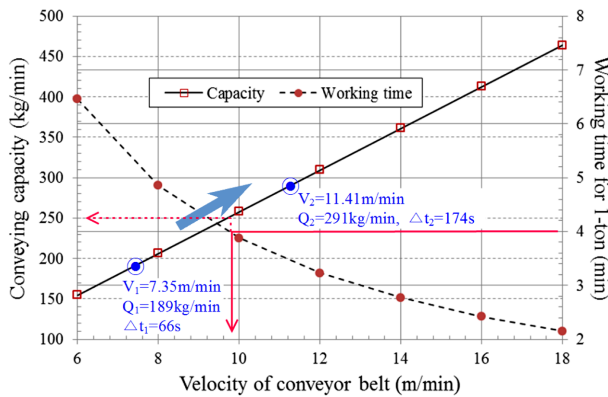 500
450
400
350
300
250
200
150
100
Conveying capacity (kg/min)
8
7
6
5
4
3
2
Working time for 1-ton (min)
Capacity
Working time
V₂=11.41m/min
Q₂=291kg/min, △t₂=174s
V₁=7.35m/min
Q₁=189kg/min
△t₁=66s
6 8 10 12 14 16 18
Velocity of conveyor belt (m/min)